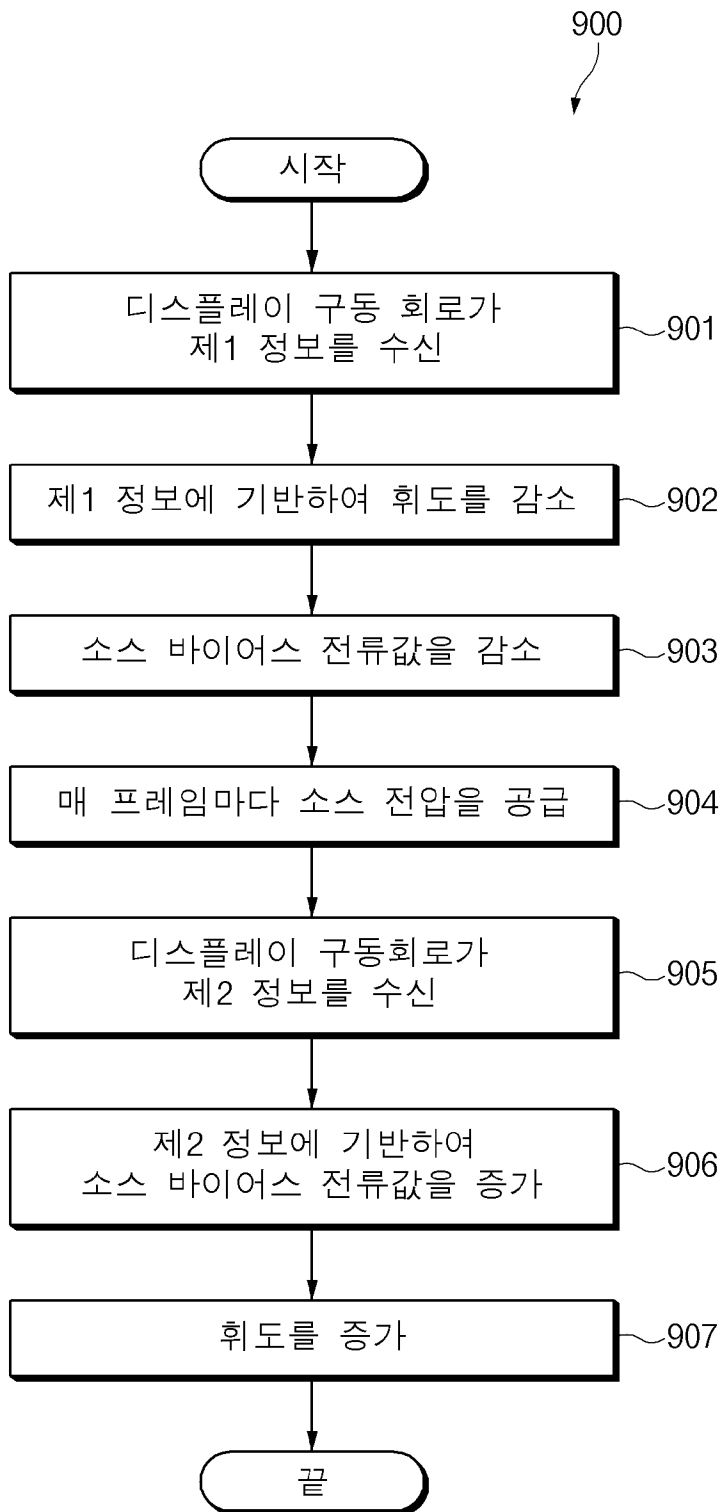 900
시작
디스플레이 구동 회로가
제1 정보를 수신
901
제1 정보에 기반하여 휘도를 감소
902
소스 바이어스 전류값을 감소
903
매 프레임마다 소스 전압을 공급
904
디스플레이 구동회로가
제2 정보를 수신
905
제2 정보에 기반하여
소스 바이어스 전류값을 증가
906
휘도를 증가
907
끝